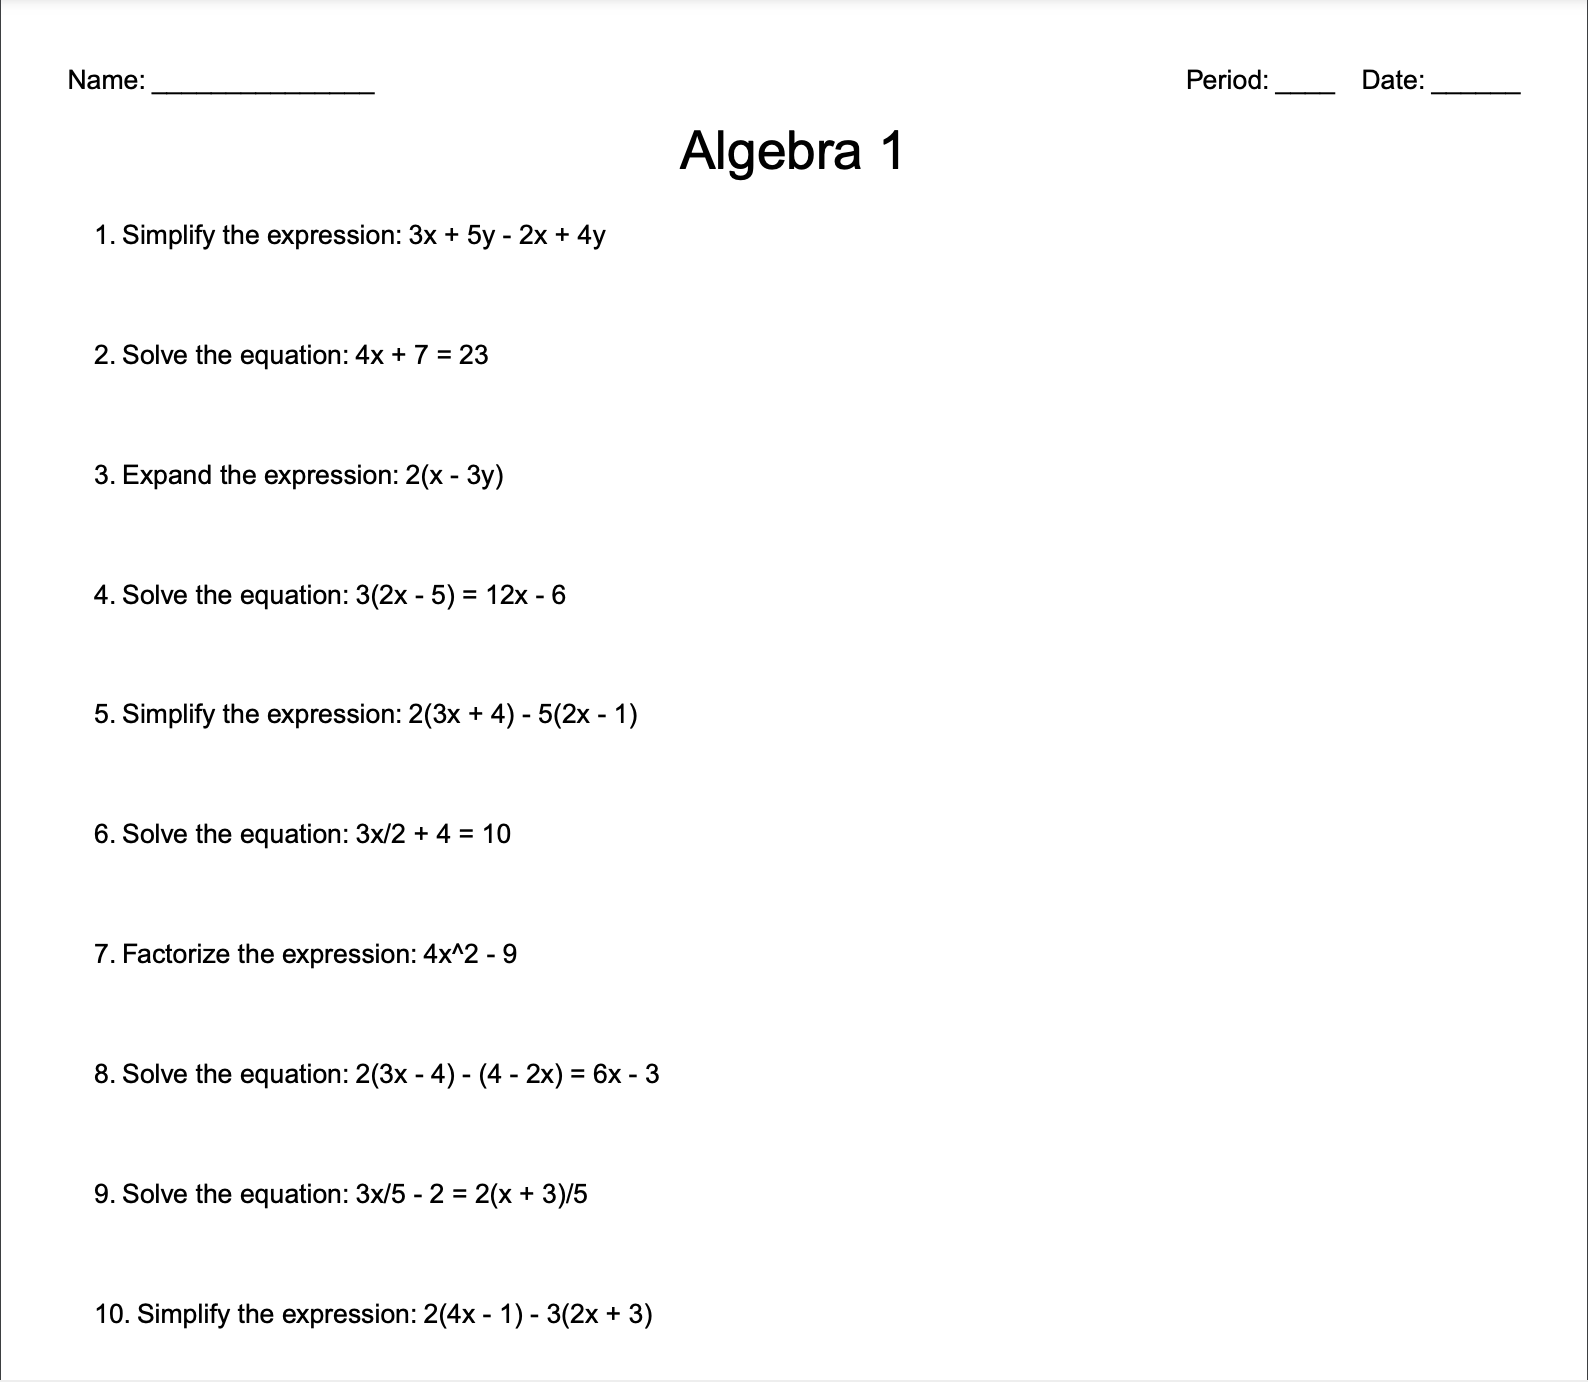 Name: _______________ Period: ____ Date: ______
Algebra 1
1. Simplify the expression: 3x + 5y - 2x + 4y
2. Solve the equation: 4x + 7 = 23
3. Expand the expression: 2(x - 3y)
4. Solve the equation: 3(2x - 5) = 12x - 6
5. Simplify the expression: 2(3x + 4) - 5(2x - 1)
6. Solve the equation: 3x/2 + 4 = 10
7. Factorize the expression: 4x^2 - 9
8. Solve the equation: 2(3x - 4) - (4 - 2x) = 6x - 3
9. Solve the equation: 3x/5 - 2 = 2(x + 3)/5
10. Simplify the expression: 2(4x - 1) - 3(2x + 3)